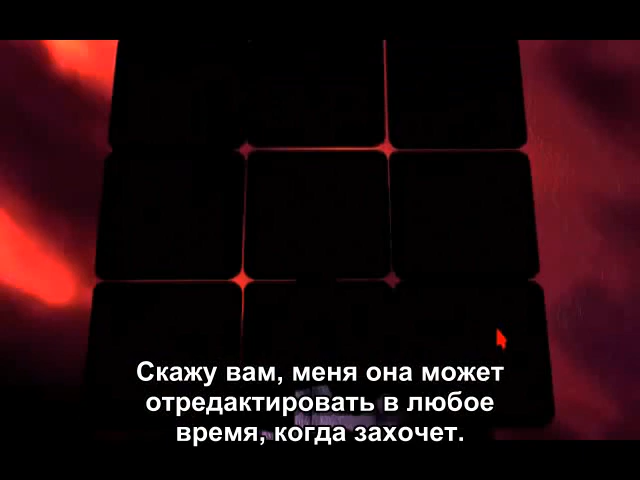 Скажу вам, меня она может
отредактировать в любое
время, когда захочет.